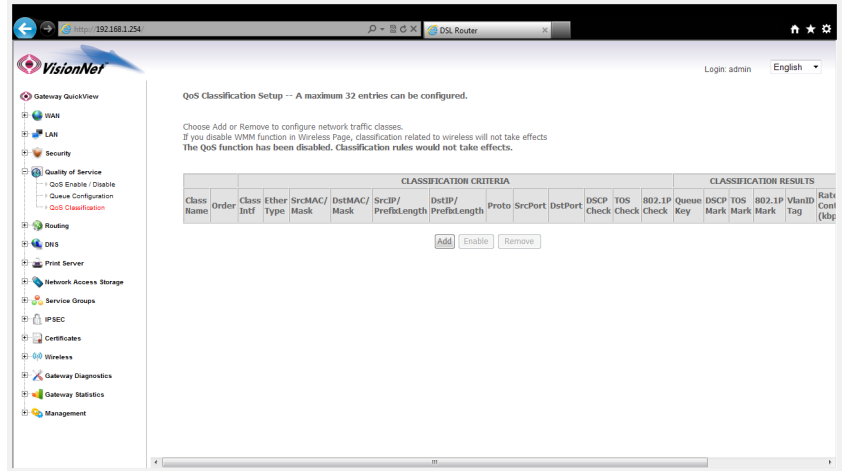 http://192.168.1.254/
DSL Router
VisionNet
Login: admin
English
Gateway QuickView
WAN
LAN
Security
Quality of Service
QoS Enable / Disable
Queue Configuration
QoS Classification
Routing
DNS
Print Server
Network Access Storage
Service Groups
IPSEC
Certificates
Wireless
Gateway Diagnostics
Gateway Statistics
Management
QoS Classification Setup -- A maximum 32 entries can be configured.
Choose Add or Remove to configure network traffic classes.
If you disable WMM function in Wireless Page, classification related to wireless will not take effects
The QoS function has been disabled. Classification rules would not take effects.
CLASSIFICATION CRITERIA CLASSIFICATION RESULTS
Class Name Order Class Intf Ether Type SrcMAC/ Mask DstMAC/ Mask SrcIP/ PrefixLength DstIP/ PrefixLength Proto SrcPort DstPort DSCP Check TOS Check 802.1P Check Queue Key DSCP Mark TOS Mark 802.1P Mark VlanID Tag Rate Cont (kbp
Add Enable Remove